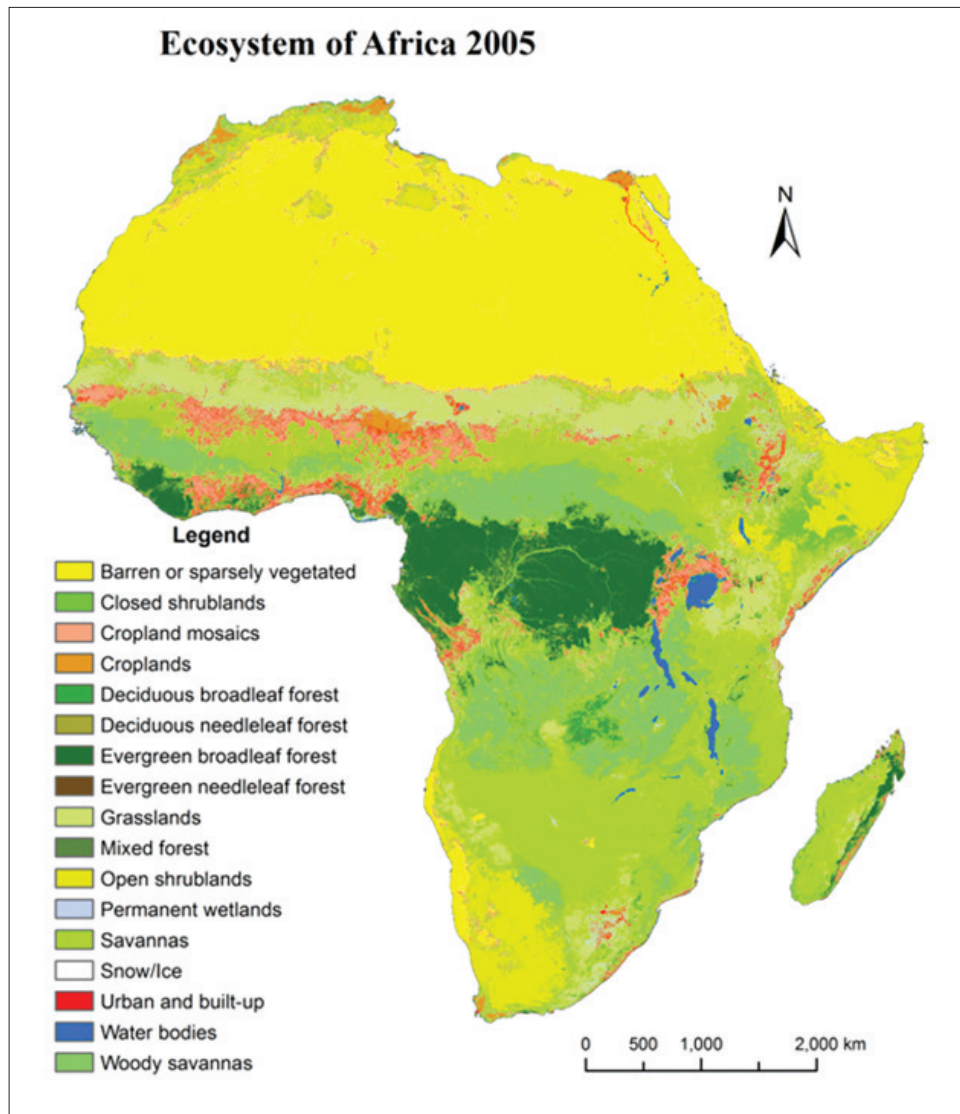 Ecosystem of Africa 2005
N
Legend
Barren or sparsely vegetated
Closed shrublands
Cropland mosaics
Croplands
Deciduous broadleaf forest
Deciduous needleleaf forest
Evergreen broadleaf forest
Evergreen needleleaf forest
Grasslands
Mixed forest
Open shrublands
Permanent wetlands
Savannas
Snow/Ice
Urban and built-up
Water bodies
Woody savannas
0 500 1,000 2,000 km